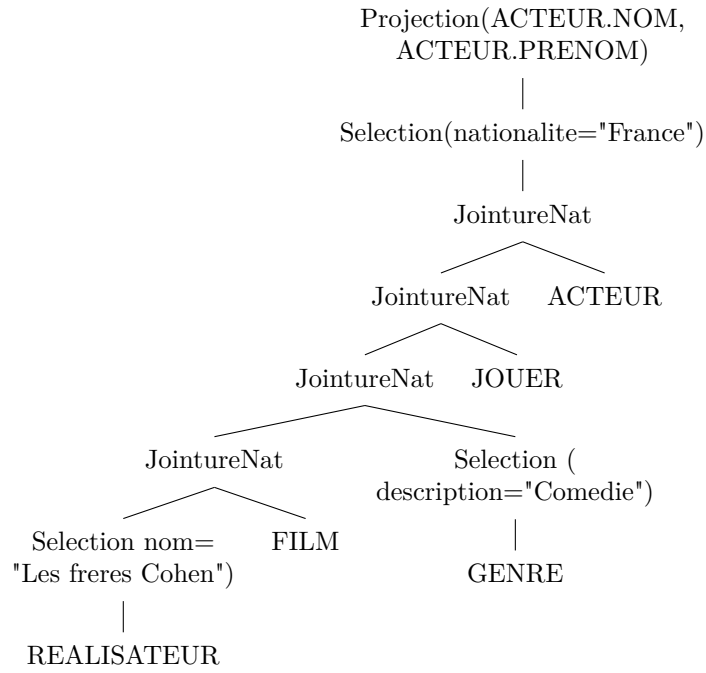 Projection(ACTEUR.NOM,
ACTEUR.PRENOM)
Selection(nationalite="France")
JointureNat
JointureNat
ACTEUR
JointureNat
JOUER
JointureNat
Selection (
description="Comedie")
Selection nom=
"Les freres Cohen")
FILM
GENRE
REALISATEUR